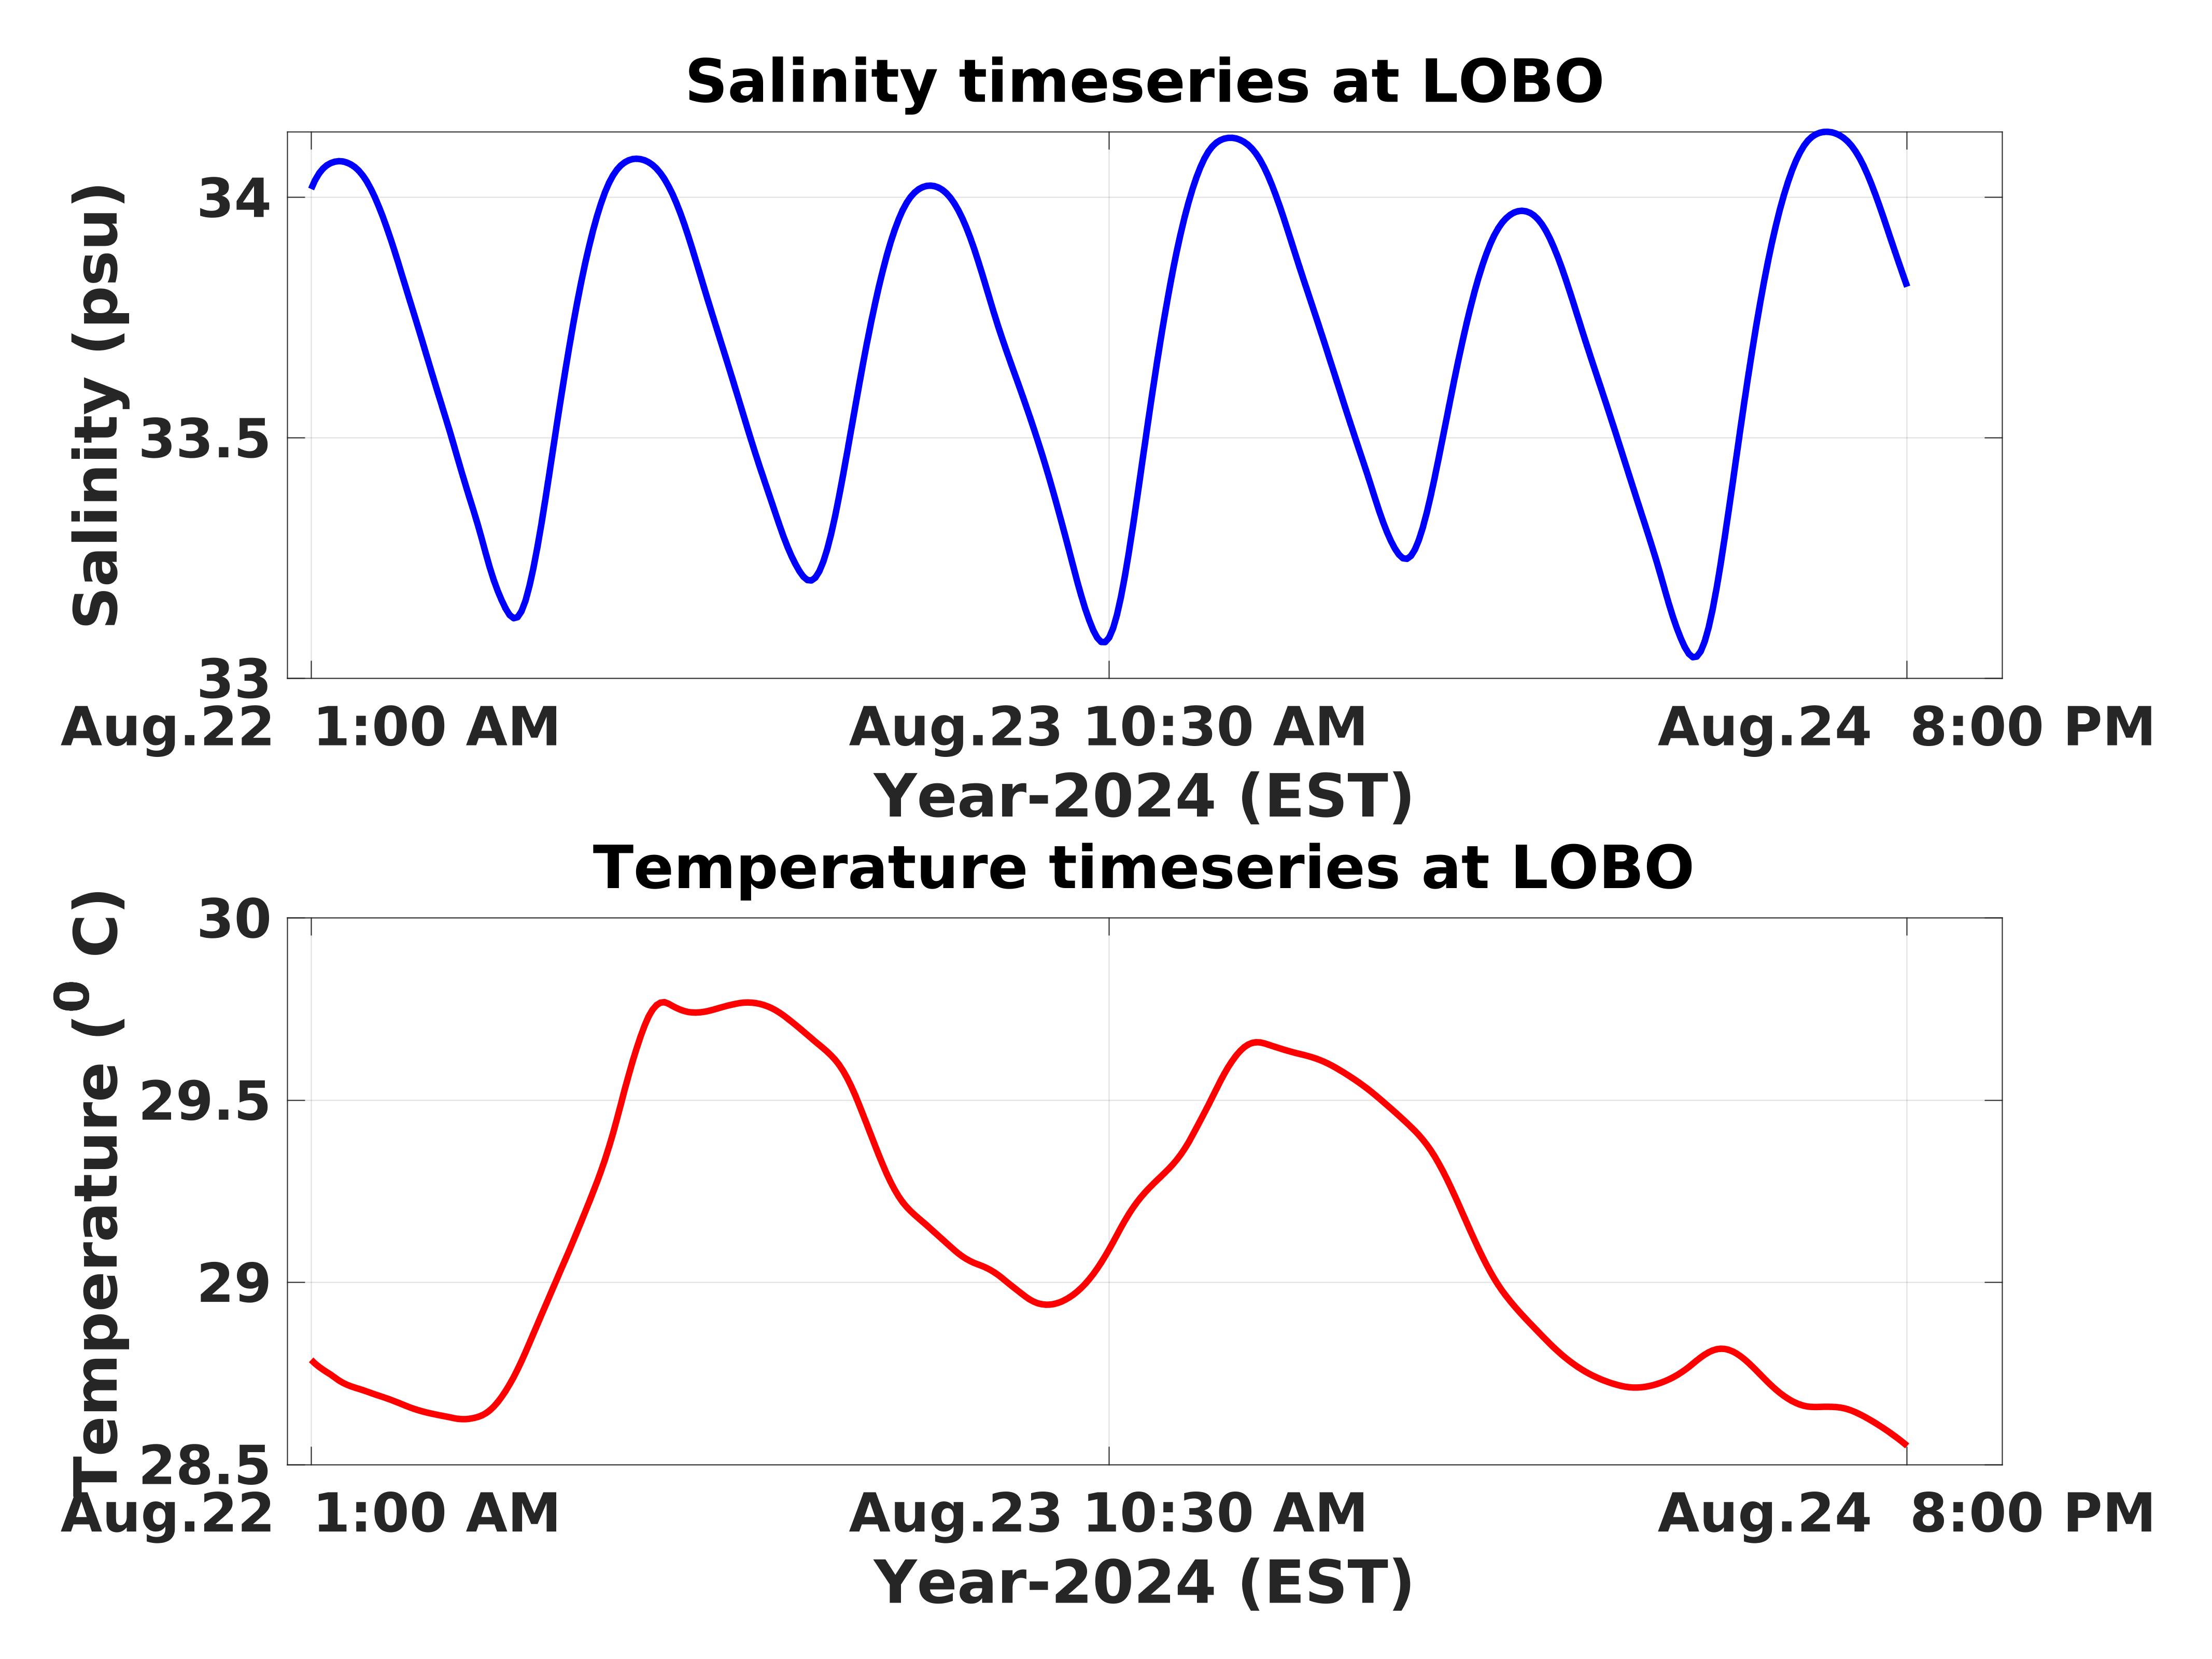 Salinity timeseries at LOBO
Salinity (psu)
34
33.5
33
Aug.22  1:00 AM Aug.23 10:30 AM Aug.24  8:00 PM
Year-2024 (EST)
Temperature timeseries at LOBO
Temperature (⁰ C)
30
29.5
29
28.5
Aug.22  1:00 AM Aug.23 10:30 AM Aug.24  8:00 PM
Year-2024 (EST)